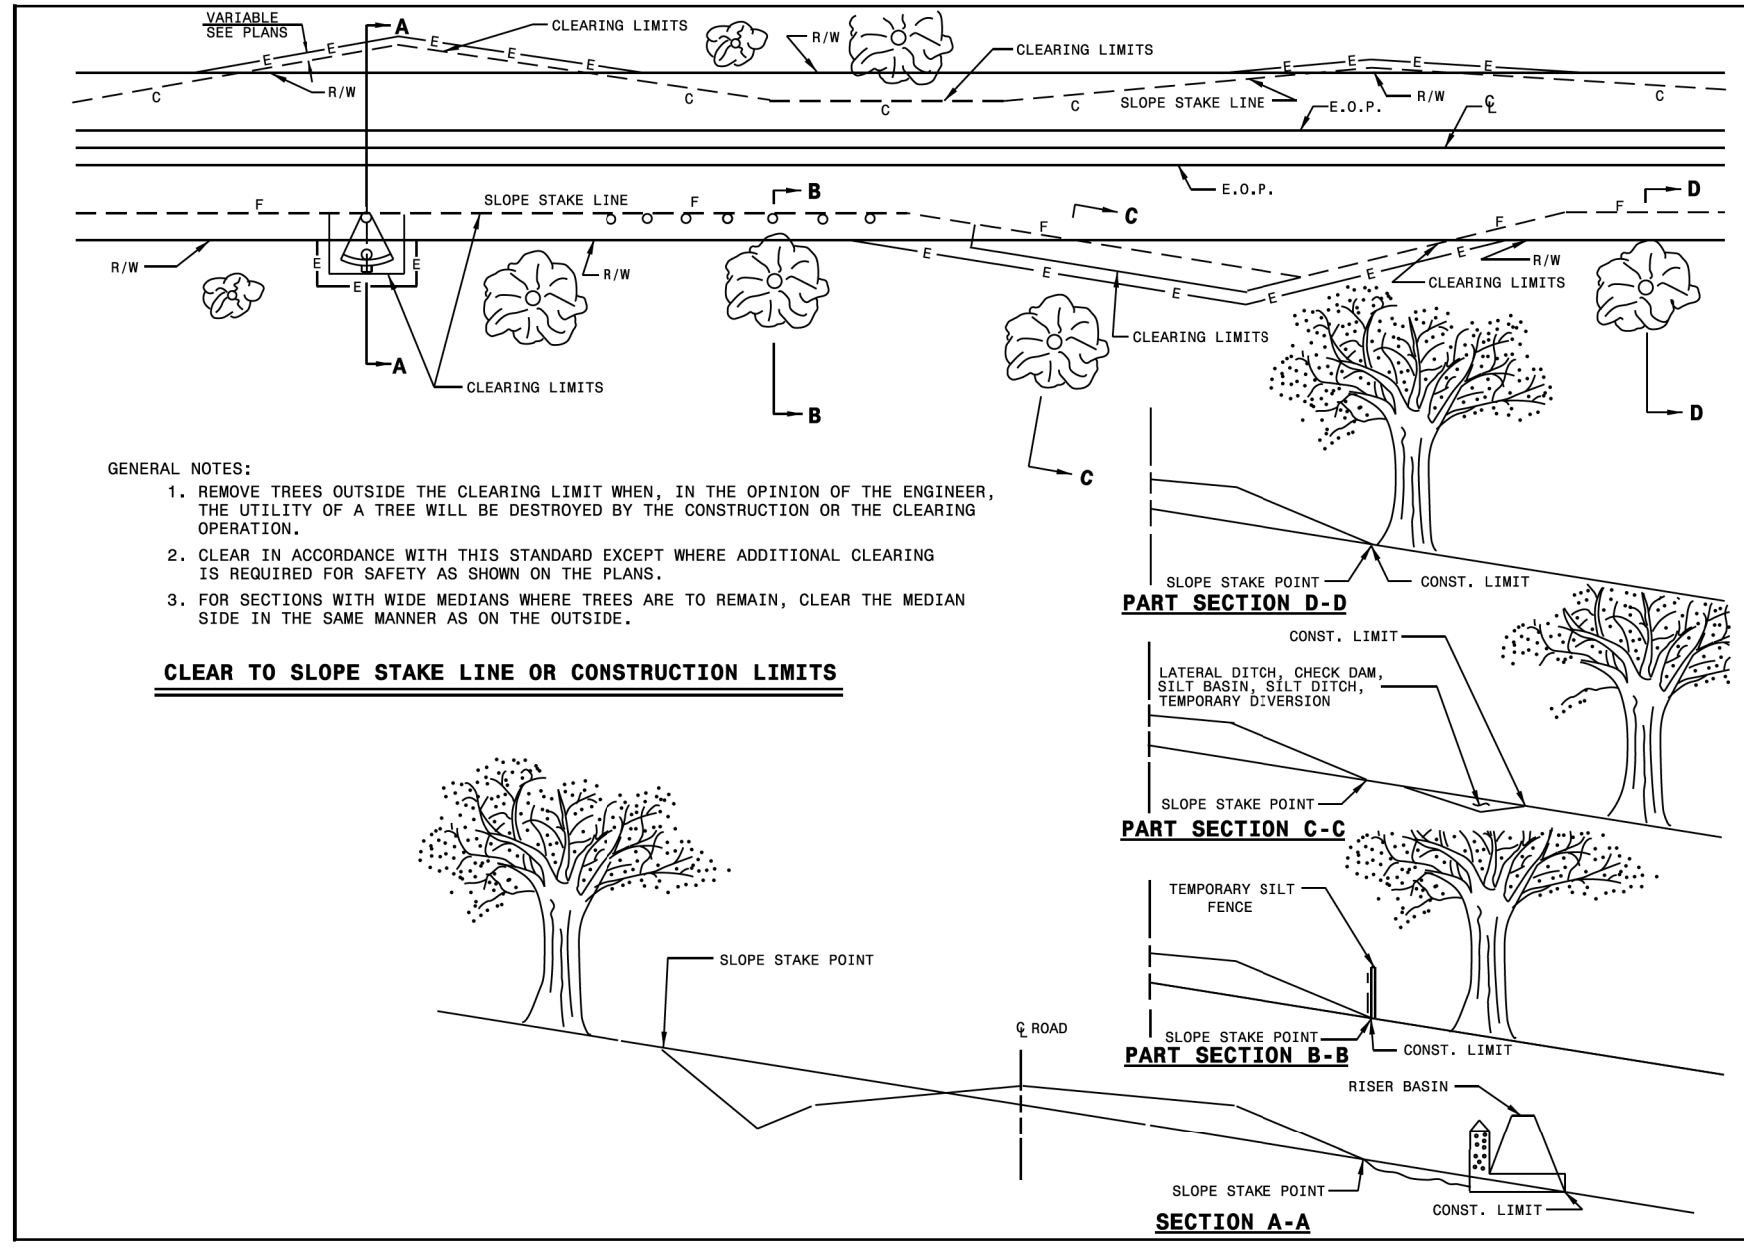 VARIABLE
SEE PLANS
A
CLEARING LIMITS
R/W
CLEARING LIMITS
E E E E E E
E E E E
R/W
C C C C C
SLOPE STAKE LINE
R/W
E.O.P.
℄
E.O.P.
F
SLOPE STAKE LINE
F
B
C
F
F
F
D
R/W
E E
E
R/W
E E E E E E
R/W
CLEARING LIMITS
CLEARING LIMITS
A
CLEARING LIMITS
B
C
D
GENERAL NOTES:
1. REMOVE TREES OUTSIDE THE CLEARING LIMIT WHEN, IN THE OPINION OF THE ENGINEER,
THE UTILITY OF A TREE WILL BE DESTROYED BY THE CONSTRUCTION OR THE CLEARING
OPERATION.
2. CLEAR IN ACCORDANCE WITH THIS STANDARD EXCEPT WHERE ADDITIONAL CLEARING
IS REQUIRED FOR SAFETY AS SHOWN ON THE PLANS.
3. FOR SECTIONS WITH WIDE MEDIANS WHERE TREES ARE TO REMAIN, CLEAR THE MEDIAN
SIDE IN THE SAME MANNER AS ON THE OUTSIDE.
CLEAR TO SLOPE STAKE LINE OR CONSTRUCTION LIMITS
SLOPE STAKE POINT
CONST. LIMIT
PART SECTION D-D
CONST. LIMIT
LATERAL DITCH, CHECK DAM,
SILT BASIN, SILT DITCH,
TEMPORARY DIVERSION
SLOPE STAKE POINT
PART SECTION C-C
TEMPORARY SILT
FENCE
SLOPE STAKE POINT
CONST. LIMIT
PART SECTION B-B
SLOPE STAKE POINT
℄ ROAD
RISER BASIN
SLOPE STAKE POINT
CONST. LIMIT
SECTION A-A